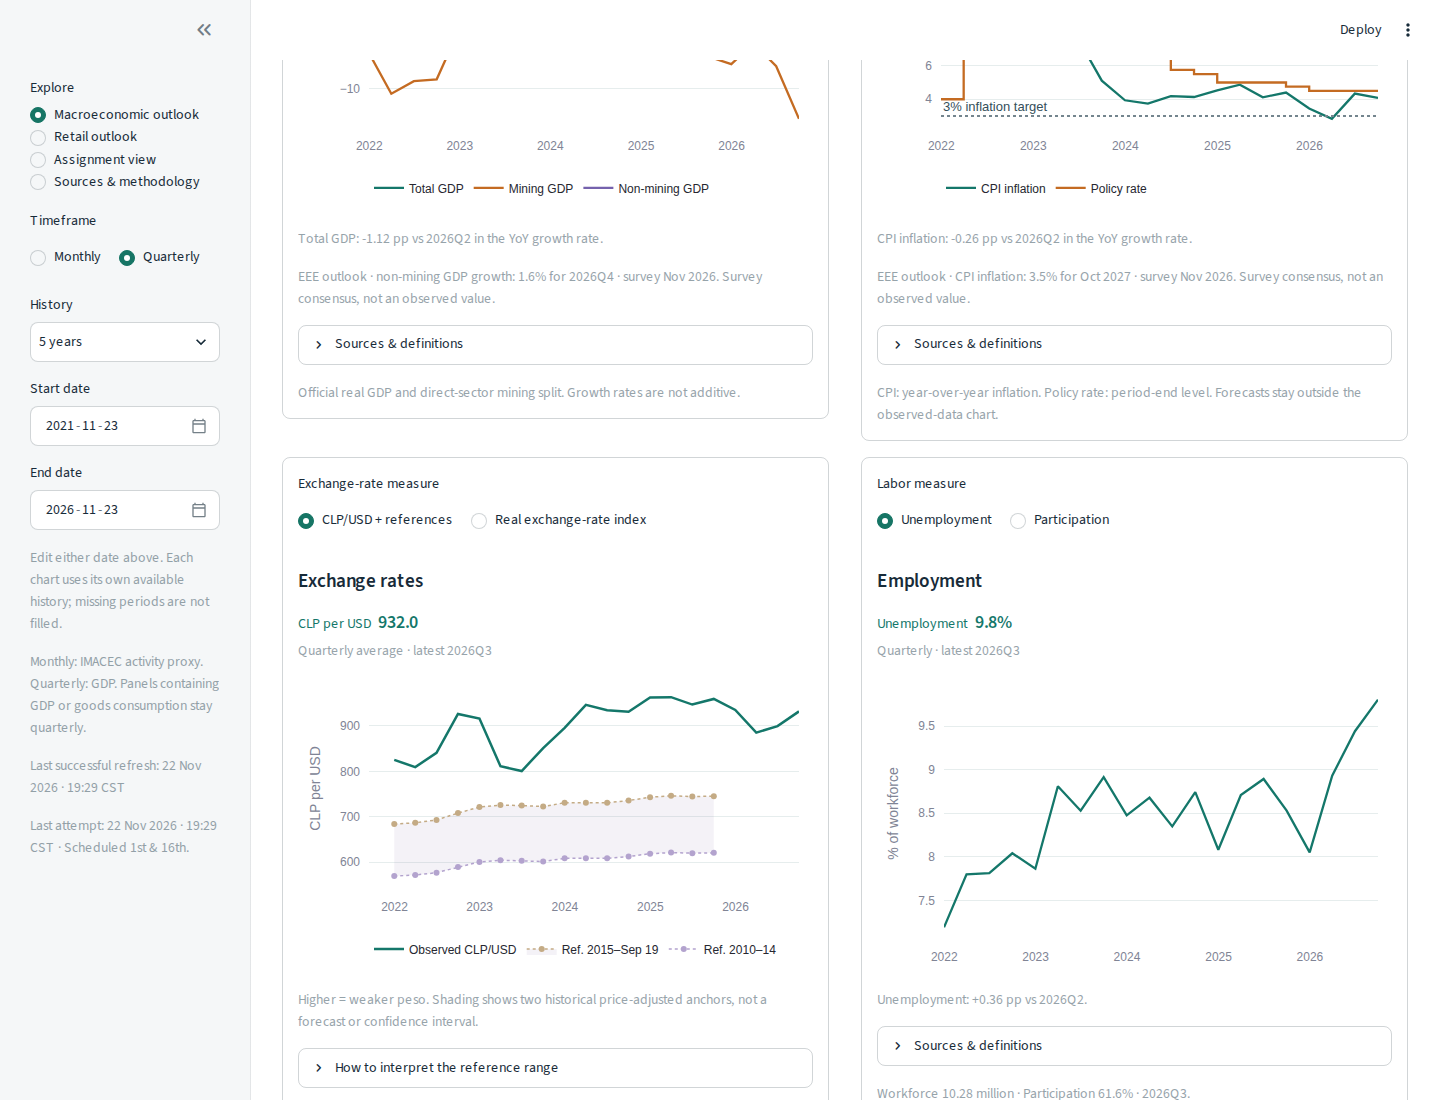 Deploy
Explore
Macroeconomic outlook
Retail outlook
Assignment view
Sources & methodology
Timeframe
Monthly Quarterly
History
5 years
Start date
2021-11-23
End date
2026-11-23
Edit either date above. Each
chart uses its own available
history; missing periods are not
filled.
Monthly: IMACEC activity proxy.
Quarterly: GDP. Panels containing
GDP or goods consumption stay
quarterly.
Last successful refresh: 22 Nov
2026 · 19:29 CST
Last attempt: 22 Nov 2026 · 19:29
CST · Scheduled 1st & 16th.
−10
2022 2023 2024 2025 2026
Total GDP Mining GDP Non-mining GDP
Total GDP: -1.12 pp vs 2026Q2 in the YoY growth rate.
EEE outlook · non-mining GDP growth: 1.6% for 2026Q4 · survey Nov 2026. Survey
consensus, not an observed value.
Sources & definitions
Official real GDP and direct-sector mining split. Growth rates are not additive.
6
4
3% inflation target
2022 2023 2024 2025 2026
CPI inflation Policy rate
CPI inflation: -0.26 pp vs 2026Q2 in the YoY growth rate.
EEE outlook · CPI inflation: 3.5% for Oct 2027 · survey Nov 2026. Survey consensus, not an
observed value.
Sources & definitions
CPI: year-over-year inflation. Policy rate: period-end level. Forecasts stay outside the
observed-data chart.
Exchange-rate measure
CLP/USD + references Real exchange-rate index
Exchange rates
CLP per USD 932.0
Quarterly average · latest 2026Q3
CLP per USD
900
800
700
600
2022 2023 2024 2025 2026
Observed CLP/USD Ref. 2015–Sep 19 Ref. 2010–14
Higher = weaker peso. Shading shows two historical price-adjusted anchors, not a
forecast or confidence interval.
How to interpret the reference range
Labor measure
Unemployment Participation
Employment
Unemployment 9.8%
Quarterly · latest 2026Q3
% of workforce
9.5
9
8.5
8
7.5
2022 2023 2024 2025 2026
Unemployment: +0.36 pp vs 2026Q2.
Sources & definitions
Workforce 10.28 million · Participation 61.6% · 2026Q3.